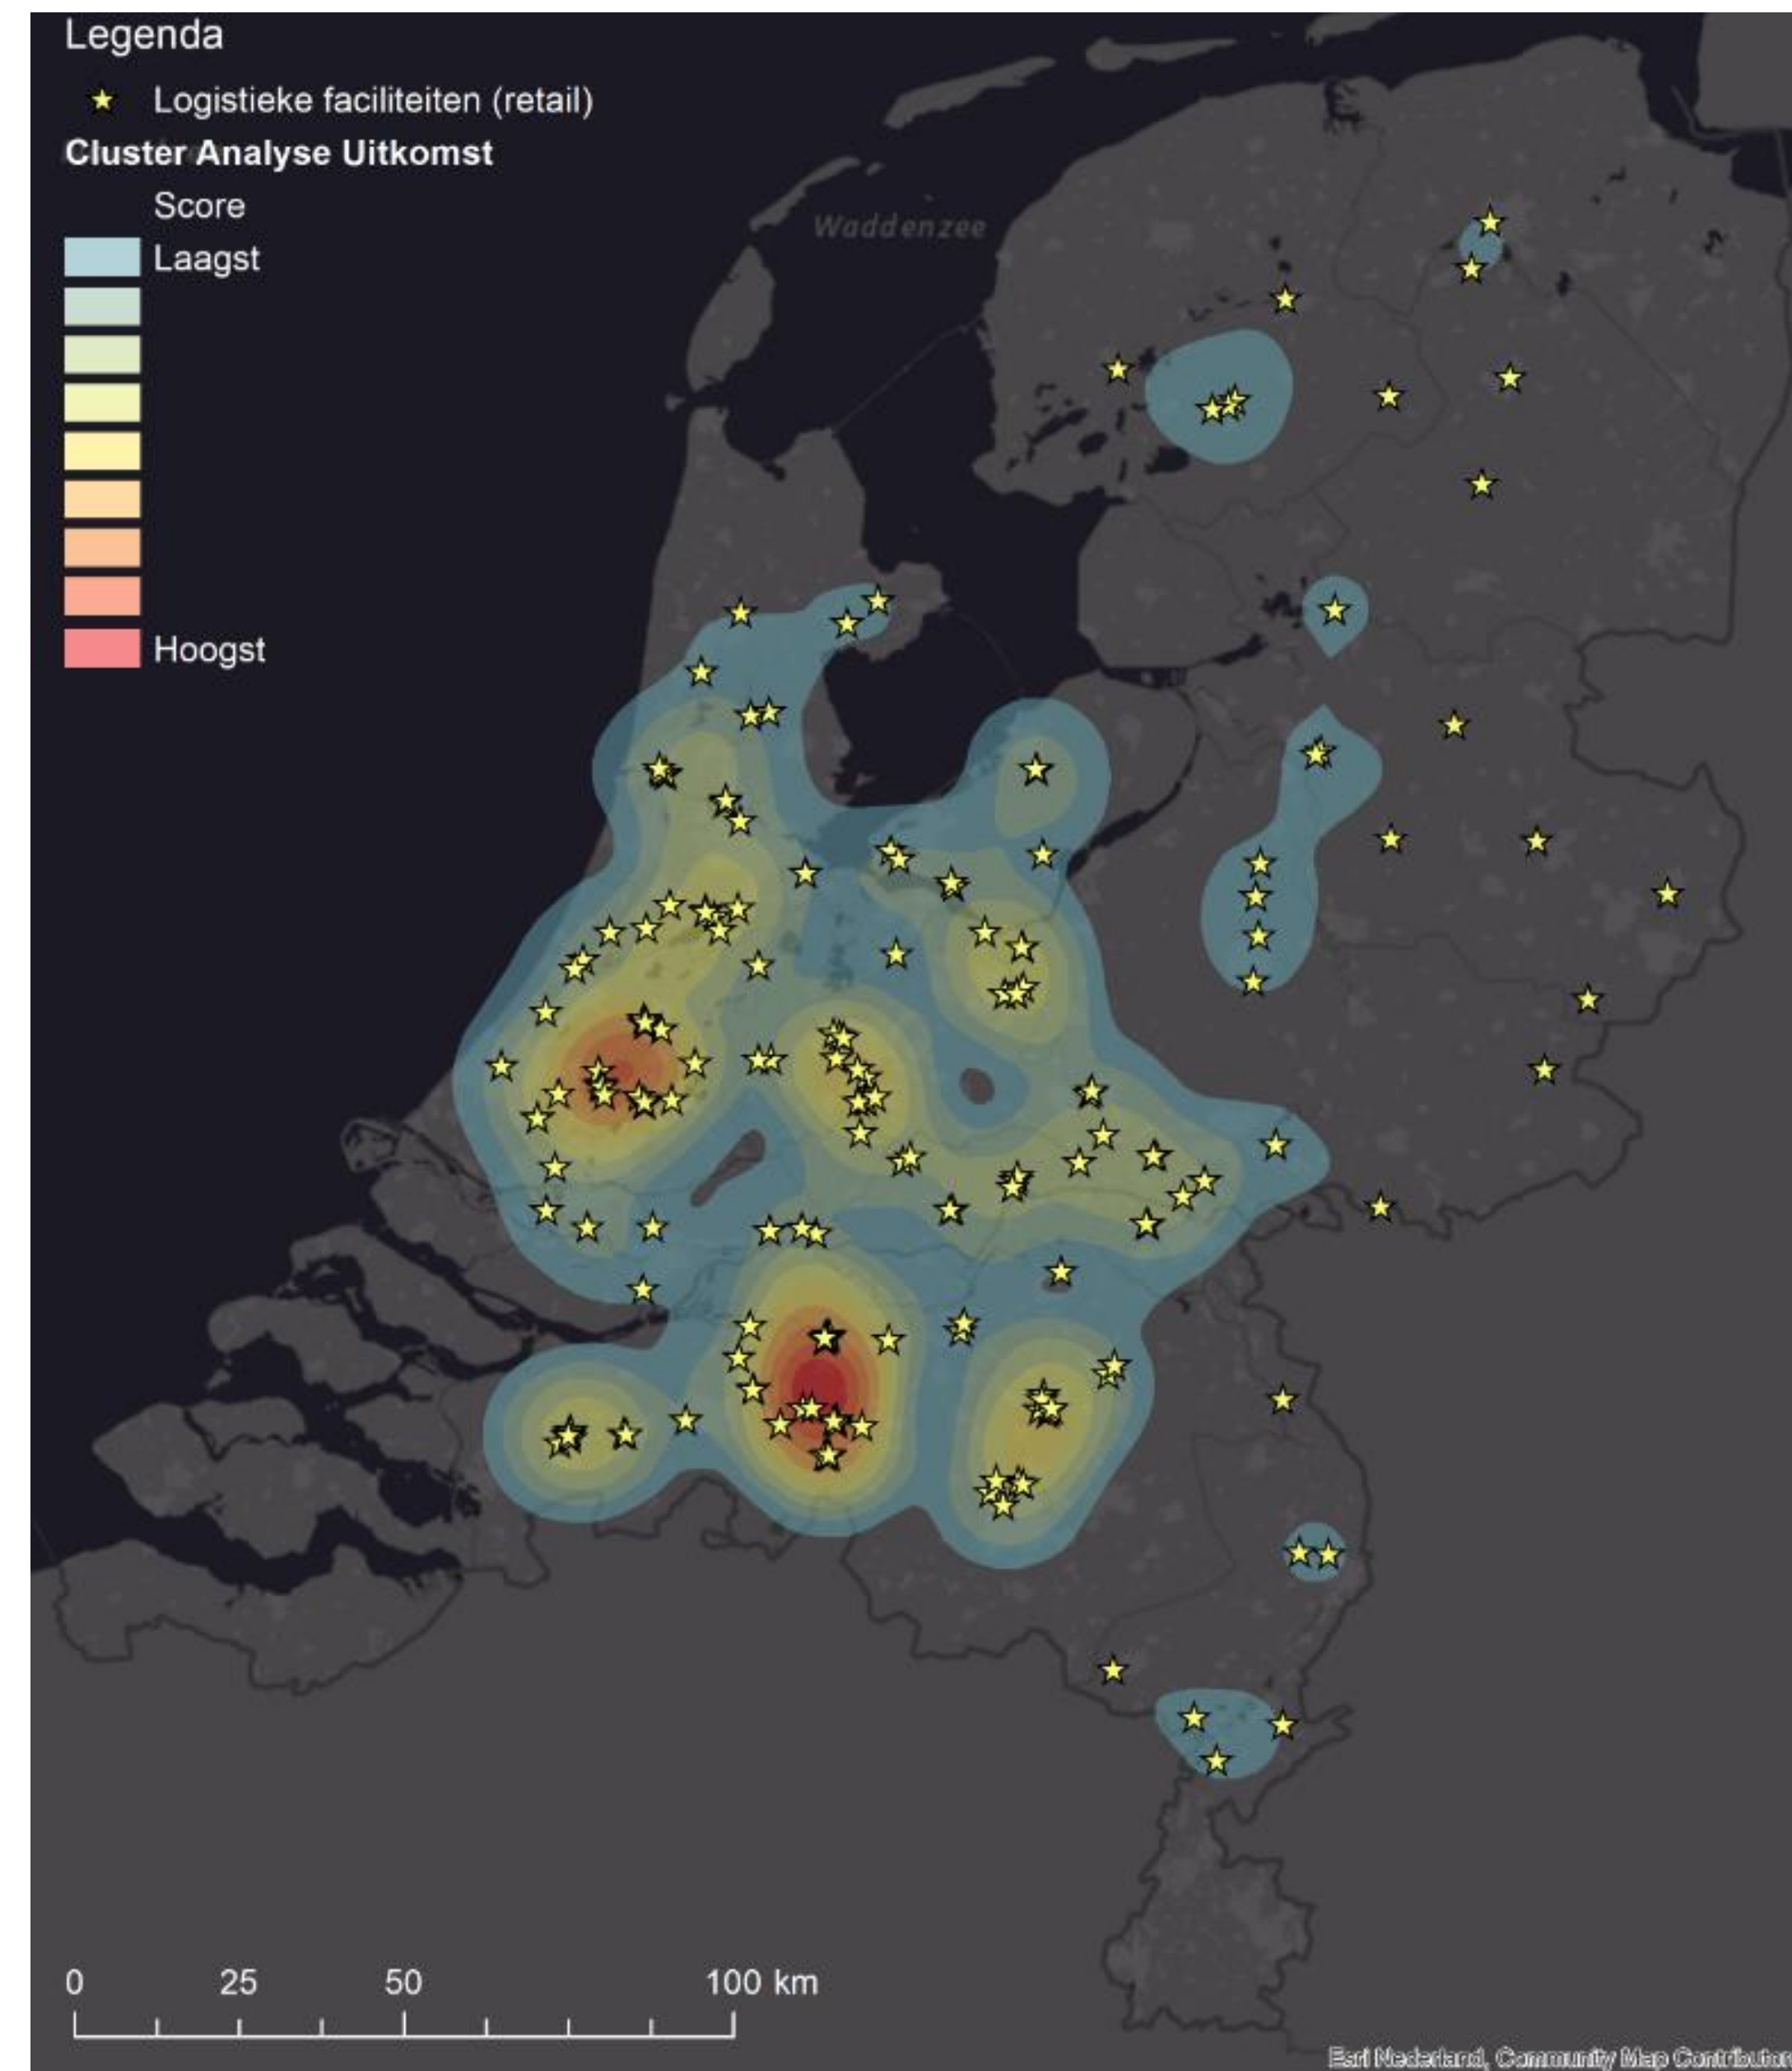 Legenda
Logistieke faciliteiten (retail)
Cluster Analyse Uitkomst
Score
Laagst
Hoogst
Waddenzee
0 25 50 100 km
Esri Nederland, Community Map Contributor